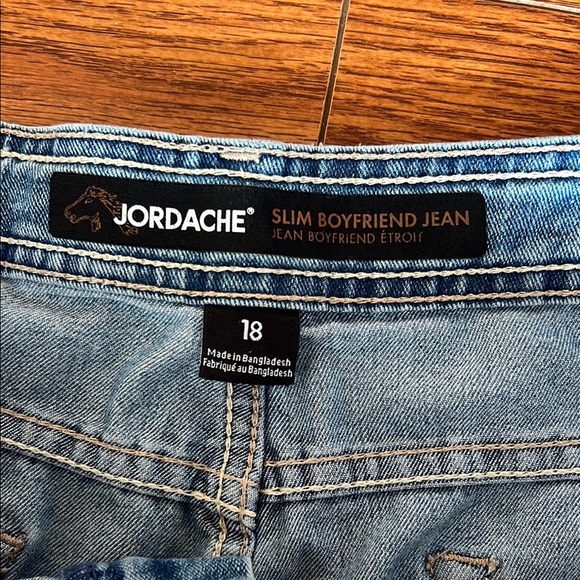 JORDACHE® SLIM BOYFRIEND JEAN
JEAN BOYFRIEND ÉTROIT
18
Made in Bangladesh
Fabriqué au Bangladesh